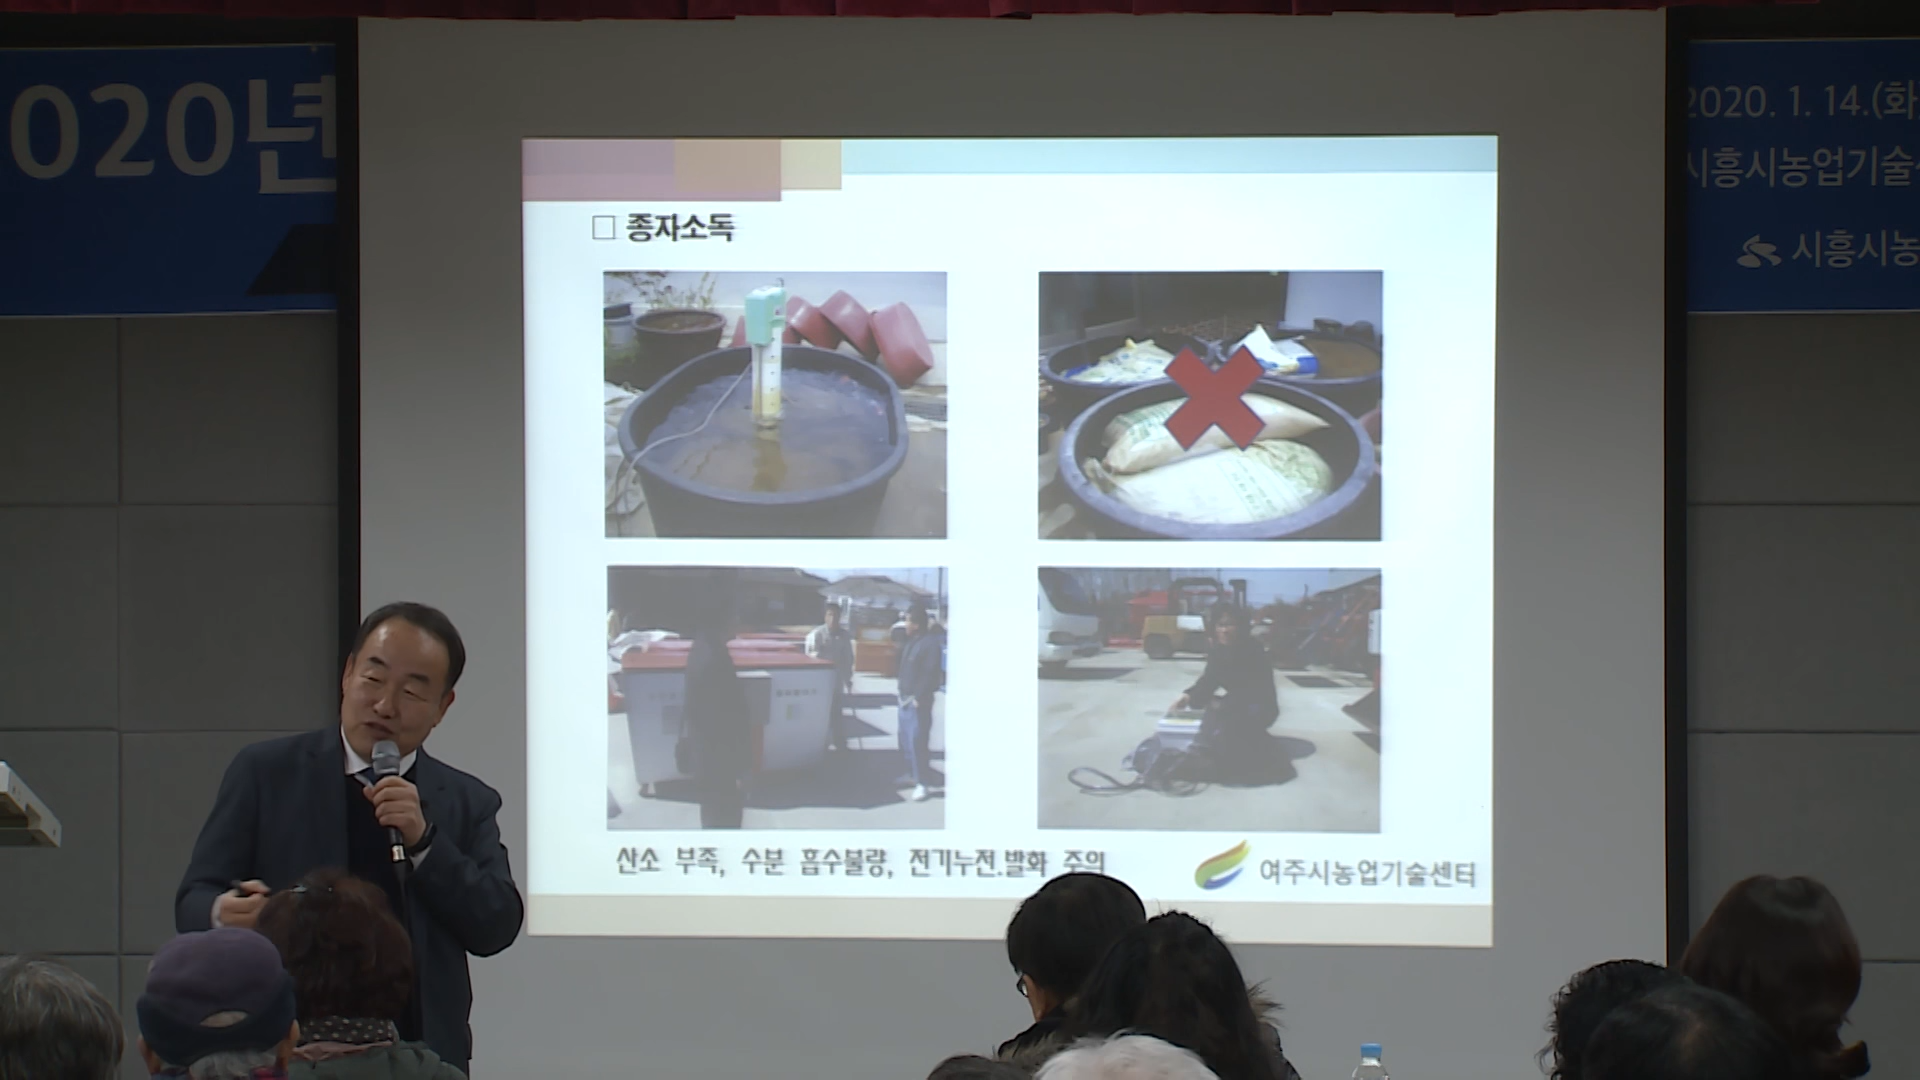 020년
2020. 1. 14.(화
시흥시농업기술
시흥시농
□ 종자소독
산소 부족, 수분 흡수불량, 전기누전.발화 주의
여주시농업기술센터